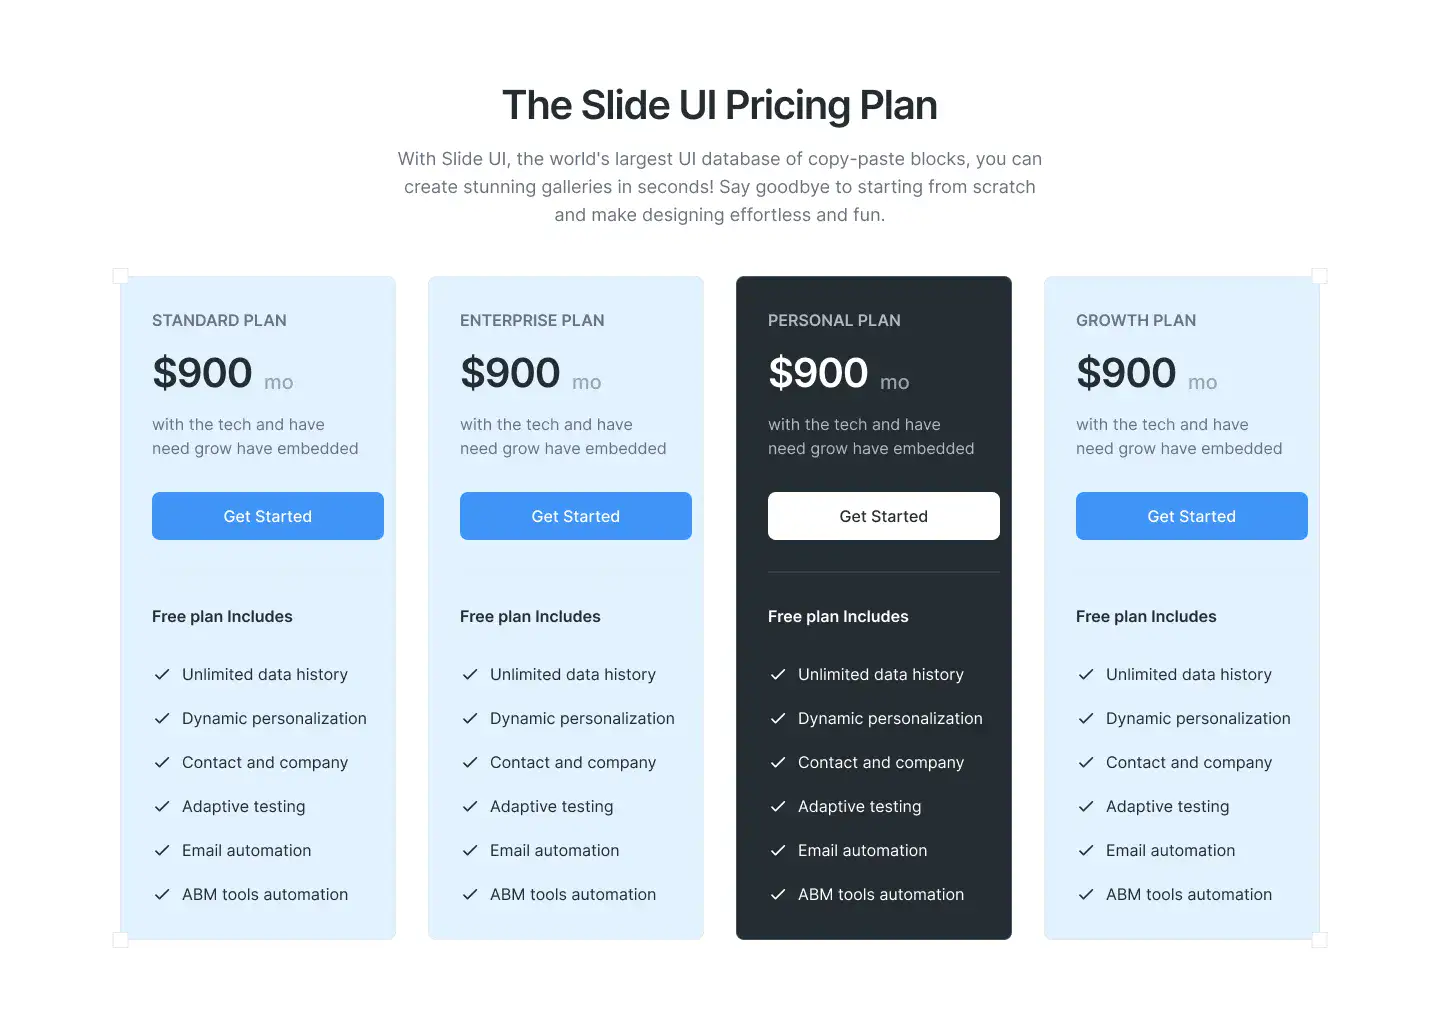 The Slide UI Pricing Plan
With Slide UI, the world's largest UI database of copy-paste blocks, you can
create stunning galleries in seconds! Say goodbye to starting from scratch
and make designing effortless and fun.
STANDARD PLAN
$900 mo
with the tech and have
need grow have embedded
Get Started
Free plan Includes
Unlimited data history
Dynamic personalization
Contact and company
Adaptive testing
Email automation
ABM tools automation
ENTERPRISE PLAN
$900 mo
with the tech and have
need grow have embedded
Get Started
Free plan Includes
Unlimited data history
Dynamic personalization
Contact and company
Adaptive testing
Email automation
ABM tools automation
PERSONAL PLAN
$900 mo
with the tech and have
need grow have embedded
Get Started
Free plan Includes
Unlimited data history
Dynamic personalization
Contact and company
Adaptive testing
Email automation
ABM tools automation
GROWTH PLAN
$900 mo
with the tech and have
need grow have embedded
Get Started
Free plan Includes
Unlimited data history
Dynamic personalization
Contact and company
Adaptive testing
Email automation
ABM tools automation